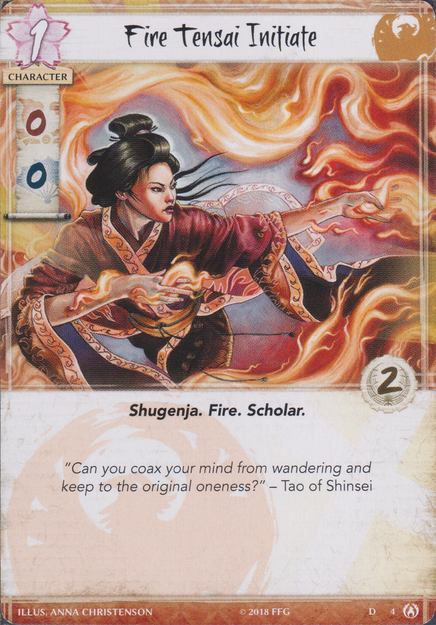 1
Fire Tensai Initiate
CHARACTER
0
0
2
Shugenja. Fire. Scholar.
“Can you coax your mind from wandering and
keep to the original oneness?” – Tao of Shinsei
ILLUS. ANNA CHRISTENSON © 2018 FFG D 4